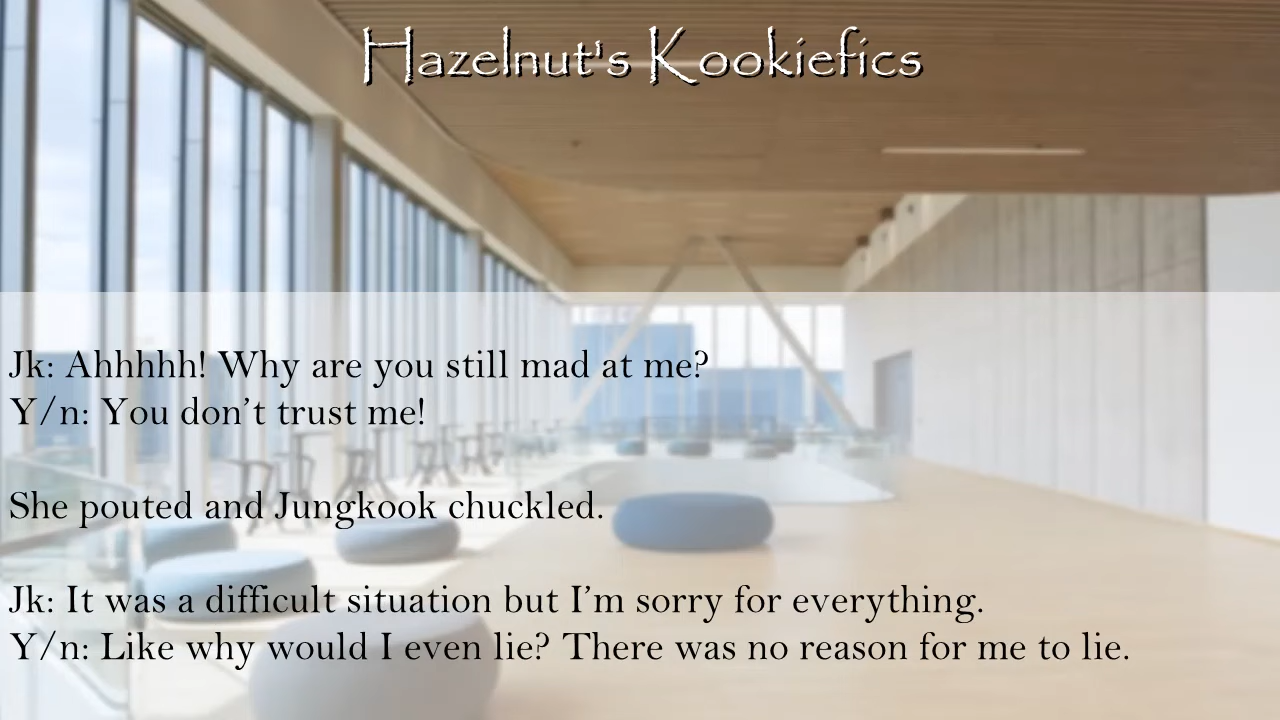 Hazelnut's Kookiefics
Jk: Ahhhhh! Why are you still mad at me?
Y/n: You don’t trust me!
She pouted and Jungkook chuckled.
Jk: It was a difficult situation but I’m sorry for everything.
Y/n: Like why would I even lie? There was no reason for me to lie.